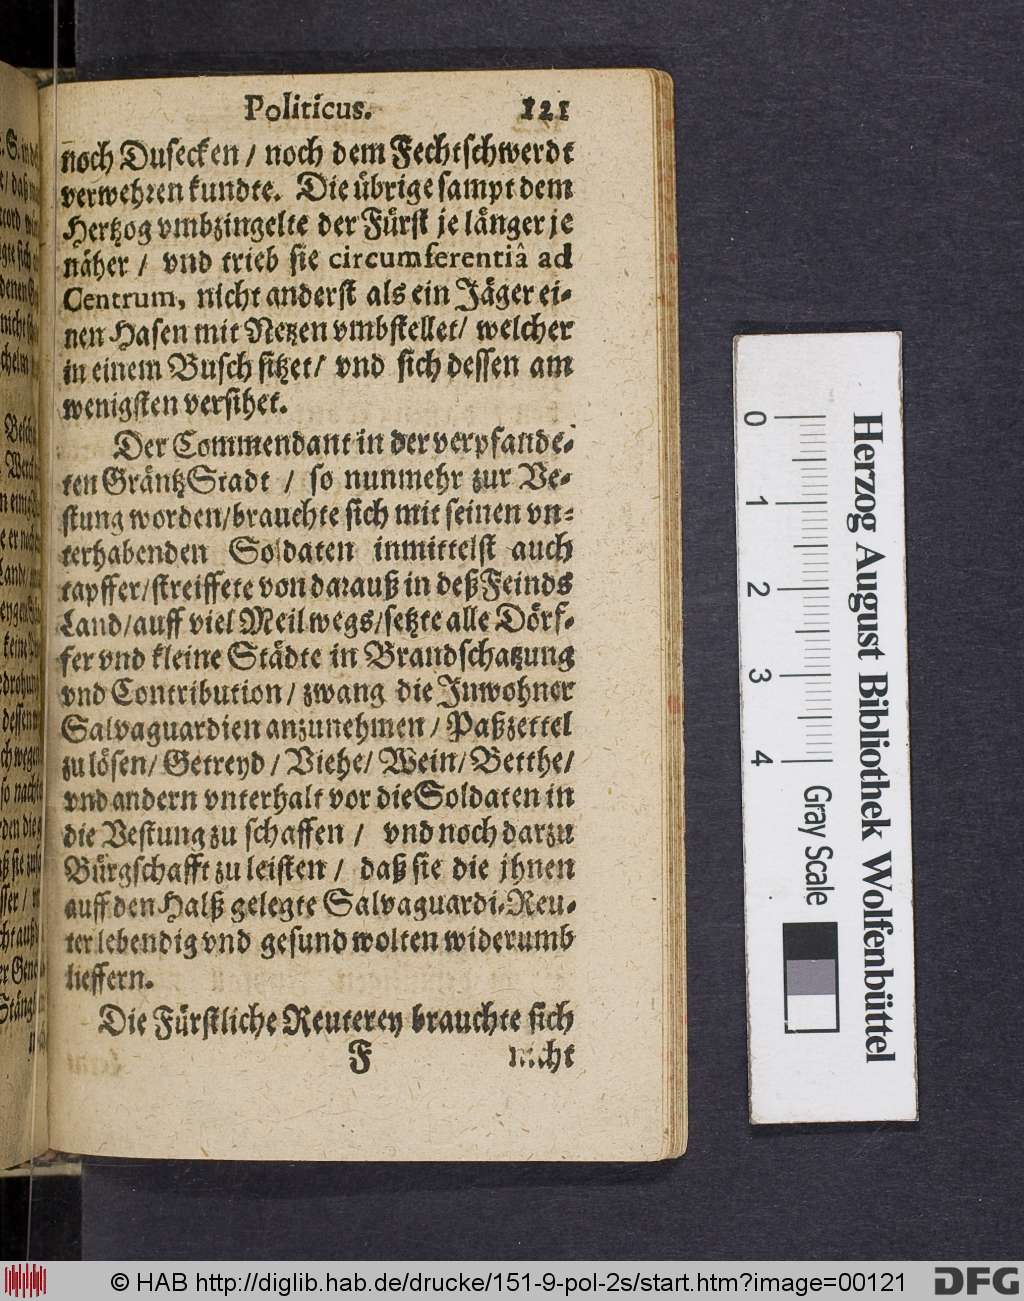 Politicus. 121
noch Dusecken / noch dem Fechtschwerdt
verwehren kundte. Die übrige sampt dem
Hertzog vmbzingelte der Fürst je länger je
näher / vnd trieb sie circumferentiâ ad
Centrum, nicht anderst als ein Jäger ei-
nen Hasen mit Netzen vmbstellet / welcher
in einem Busch sitzet / vnd sich dessen am
wenigsten versihet.
Der Commendant in der verpfande-
ten GräntzStadt / so nunmehr zur Ve-
stung worden / brauchte sich mit seinen vn-
terhabenden Soldaten inmittelst auch
tapffer / streiffete von darauß in deß Feinds
Land / auff viel Meil wegs / setzte alle Dörf-
fer vnd kleine Städte in Brandschatzung
vnd Contribution / zwang die Inwohner
Salvaguardien anzunehmen / Paßzettel
zu lösen / Getreyd / Viehe / Wein / Betthe /
vnd andern vnterhalt vor die Soldaten in
die Vestung zu schaffen / vnd noch darzu
Bürgschafft zu leisten / daß sie die jhnen
auff den Halß gelegte Salvaguardi-Reu-
ter lebendig vnd gesund wolten widerumb
lieffern.
Die Fürstliche Reuterey brauchte sich
F nicht
0 1 2 3 4 Gray Scale
Herzog August Bibliothek Wolfenbüttel
© HAB http://diglib.hab.de/drucke/151-9-pol-2s/start.htm?image=00121 DFG